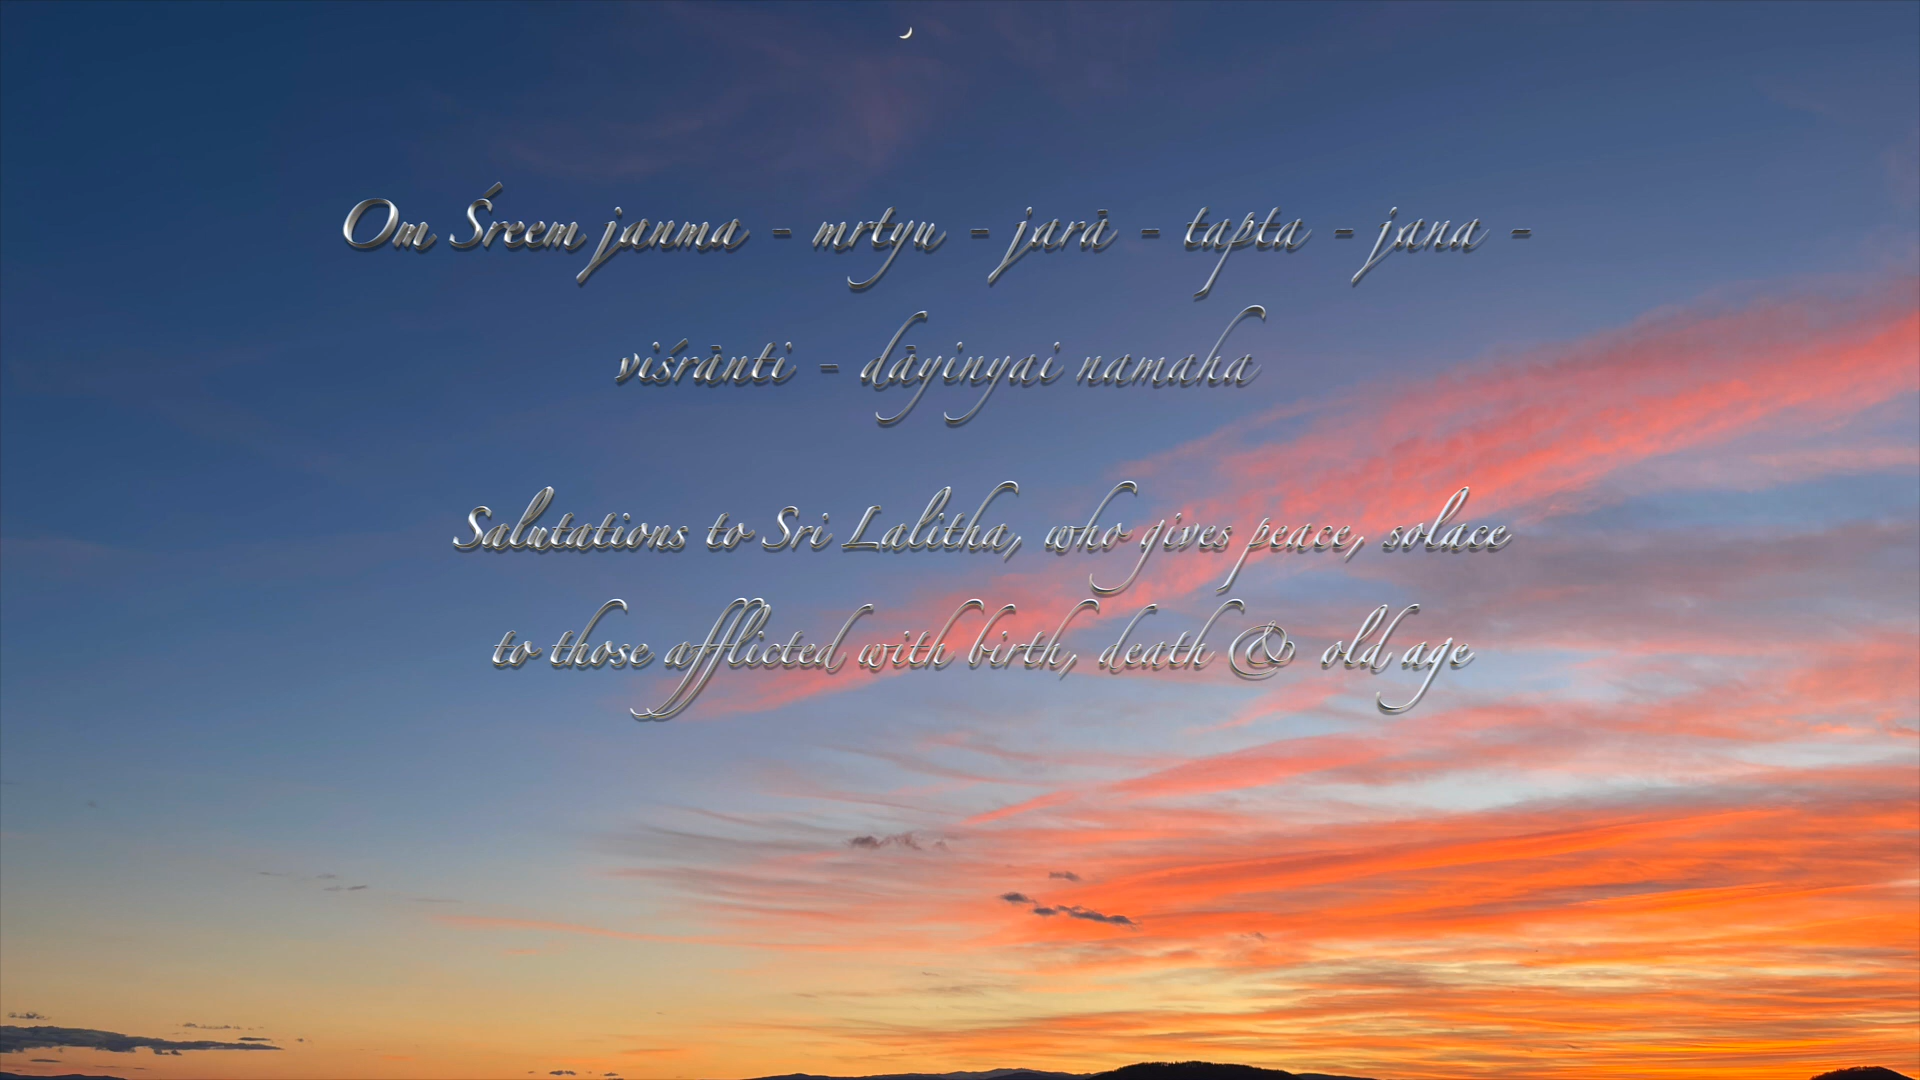 Om Śreem janma - mrtyu - jarā - tapta - jana -
viśrānti - dāyinyai namaha
Salutations to Sri Lalitha, who gives peace, solace
to those afflicted with birth, death & old age